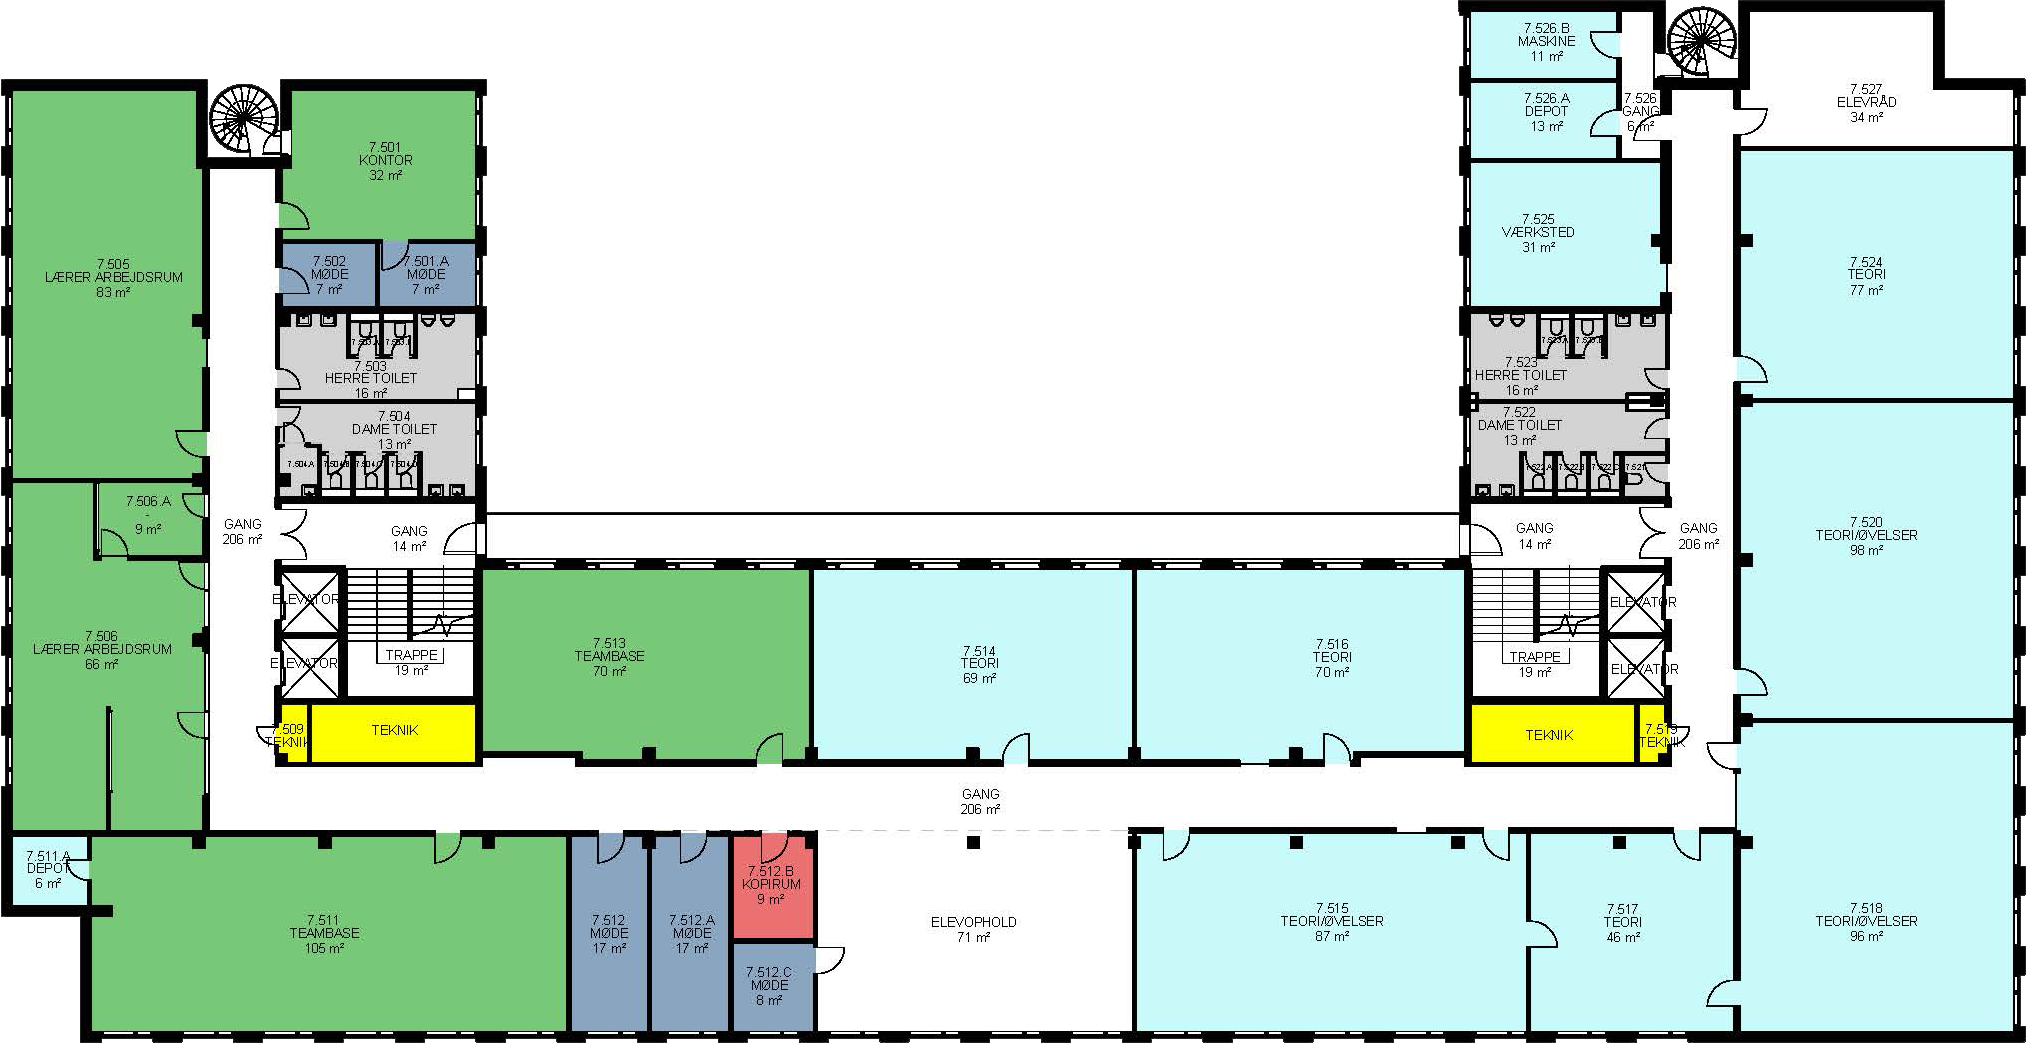 7.526.B
MASKINE
11 m²
7.526.A
DEPOT
13 m²
7.526
GANG
6 m²
7.527
ELEVRÅD
34 m²
7.501
KONTOR
32 m²
7.505
LÆRER ARBEJDSRUM
83 m²
7.502
MØDE
7 m²
7.501.A
MØDE
7 m²
7.525
VÆRKSTED
31 m²
7.524
TEORI
77 m²
7.503
HERRE TOILET
16 m²
7.504
DAME TOILET
13 m²
7.504.A
7.523
HERRE TOILET
16 m²
7.522
DAME TOILET
13 m²
7.521
7.506.A
-
9 m²
GANG
206 m²
GANG
14 m²
GANG
14 m²
GANG
206 m²
7.520
TEORI/ØVELSER
98 m²
ELEVATOR
ELEVATOR
TRAPPE
19 m²
7.506
LÆRER ARBEJDSRUM
66 m²
7.513
TEAMBASE
70 m²
7.514
TEORI
69 m²
7.516
TEORI
70 m²
TRAPPE
19 m²
ELEVATOR
ELEVATOR
7.509
TEKNIK
TEKNIK
TEKNIK
7.519
TEKNIK
GANG
206 m²
7.511.A
DEPOT
6 m²
7.511
TEAMBASE
105 m²
7.512
MØDE
17 m²
7.512.A
MØDE
17 m²
7.512.B
KOPIRUM
9 m²
7.512.C
MØDE
8 m²
ELEVOPHOLD
71 m²
7.515
TEORI/ØVELSER
87 m²
7.517
TEORI
46 m²
7.518
TEORI/ØVELSER
96 m²